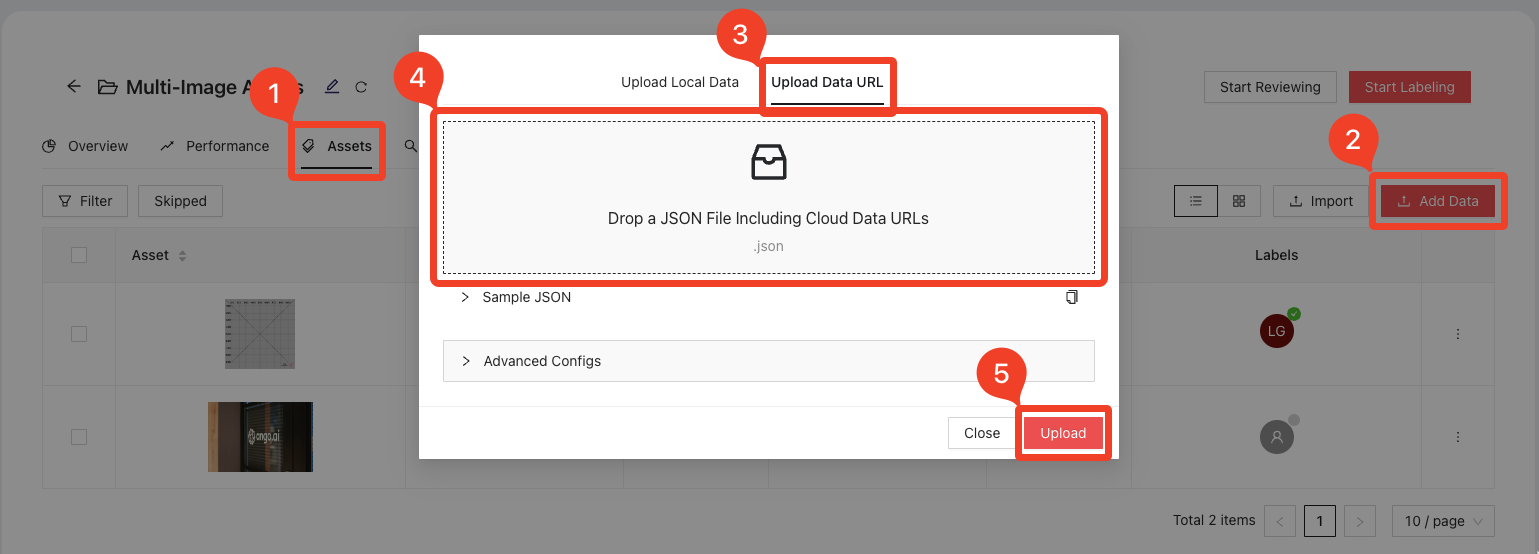 3
4
Upload Local Data
Upload Data URL
Multi-Image A
s
1
Start Reviewing
Start Labeling
2
Overview
Performance
Assets
Filter
Skipped
Import
Add Data
Drop a JSON File Including Cloud Data URLs
.json
Asset
Labels
Sample JSON
LG
Advanced Configs
5
ango.ai
Close
Upload
Total 2 items
1
10 / page